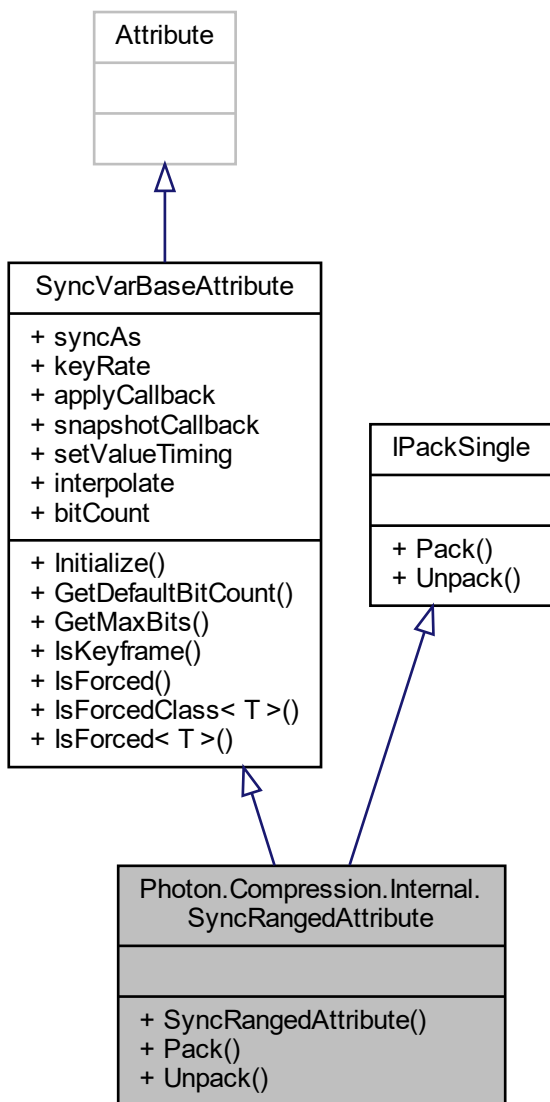 Attribute
SyncVarBaseAttribute
+ syncAs
+ keyRate
+ applyCallback
+ snapshotCallback
+ setValueTiming
+ interpolate
+ bitCount
+ Initialize()
+ GetDefaultBitCount()
+ GetMaxBits()
+ IsKeyframe()
+ IsForced()
+ IsForcedClass< T >()
+ IsForced< T >()
IPackSingle
+ Pack()
+ Unpack()
Photon.Compression.Internal.
SyncRangedAttribute
+ SyncRangedAttribute()
+ Pack()
+ Unpack()